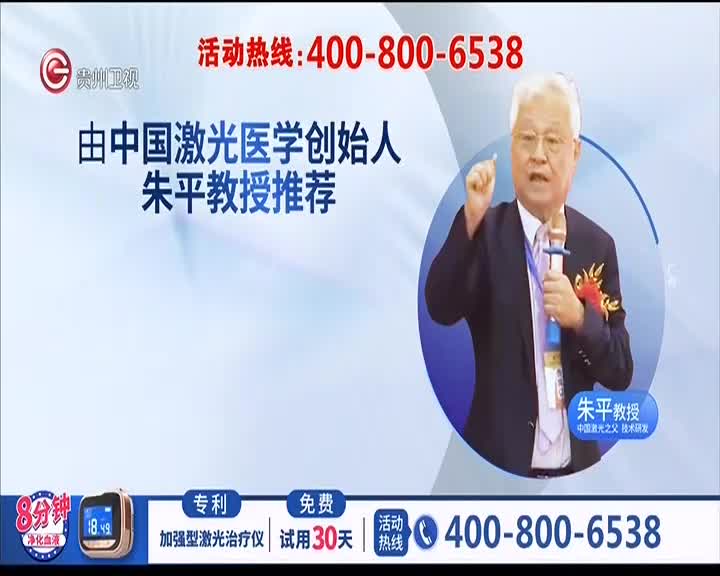 活动热线:400-800-6538
贵州卫视
由中国激光医学创始人
朱平教授推荐
朱平教授
中国激光之父 技术研发
8分钟
净化血液
18:49
专利
加强型激光治疗仪
免费
试用30天
活动
热线
400-800-6538